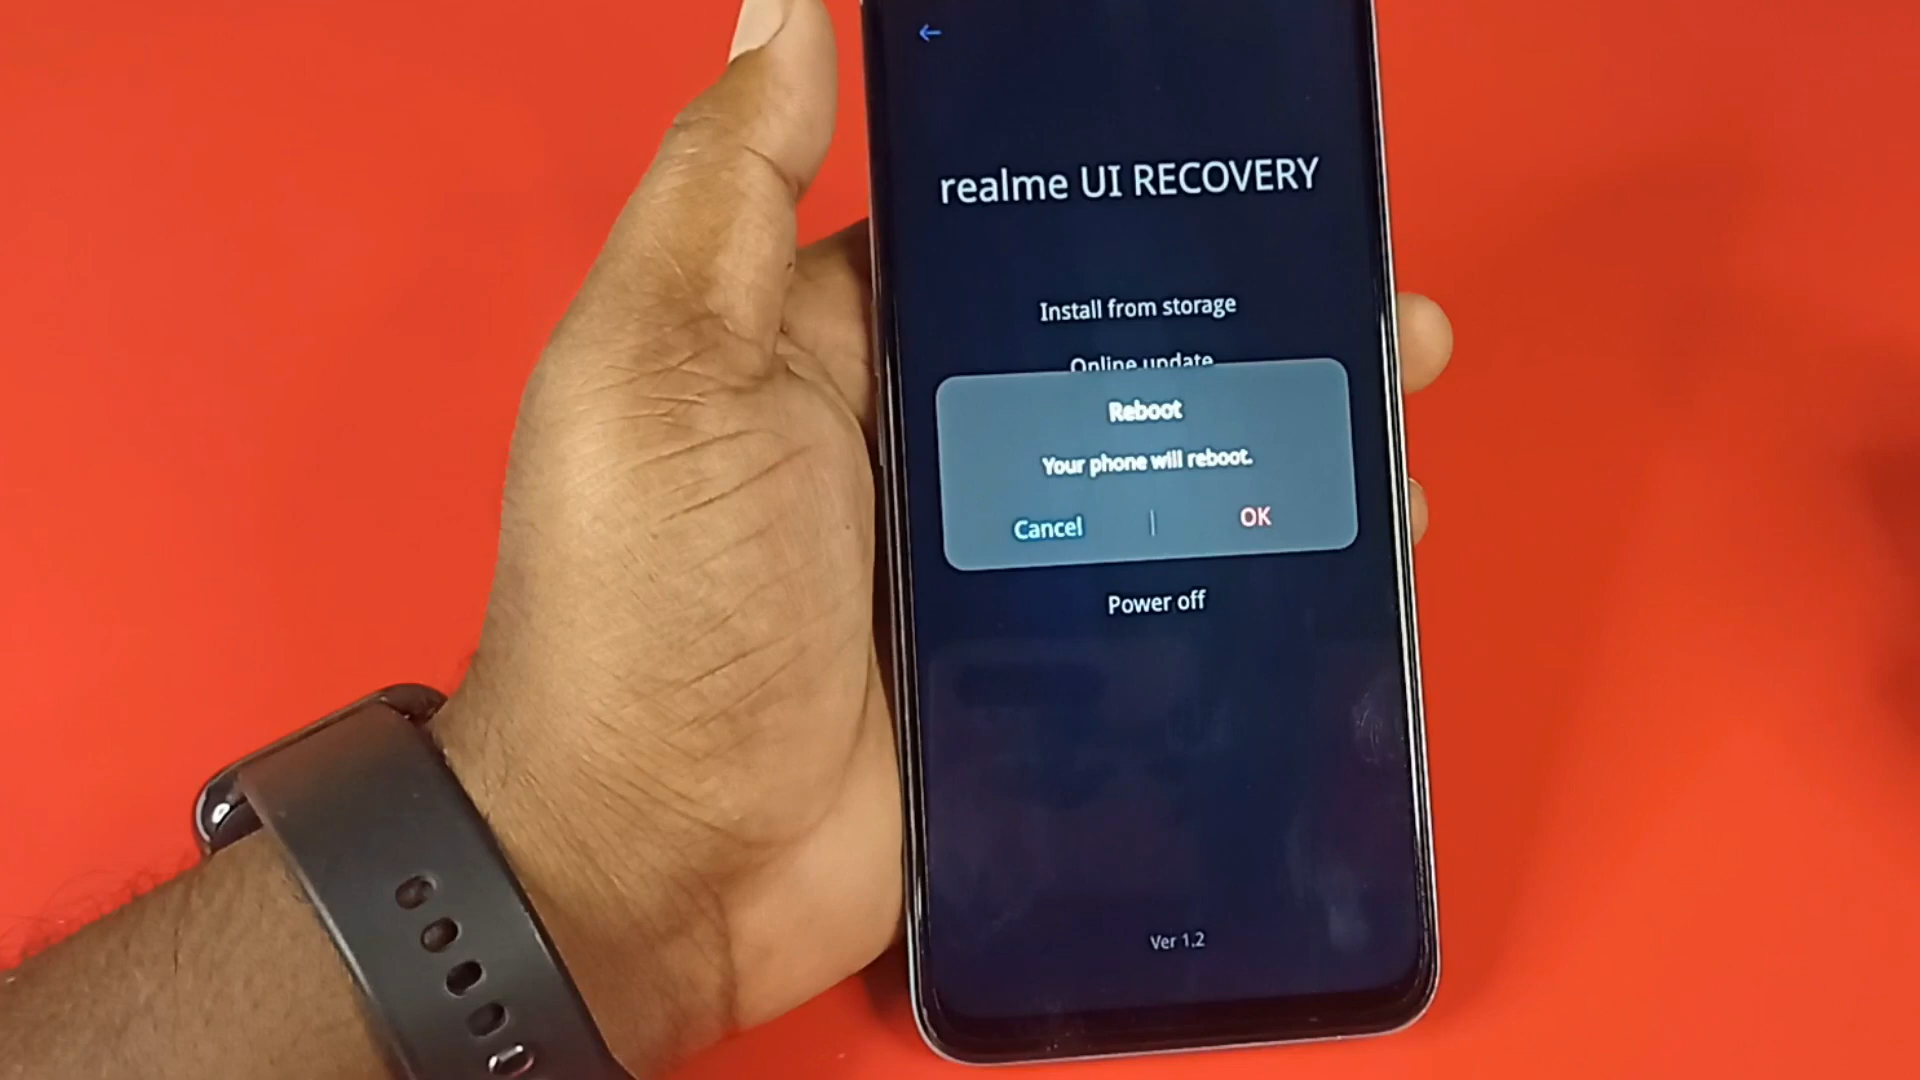 realme UI RECOVERY
Install from storage
Online update
Reboot
Your phone will reboot.
Cancel | OK
Power off
Ver 1.2